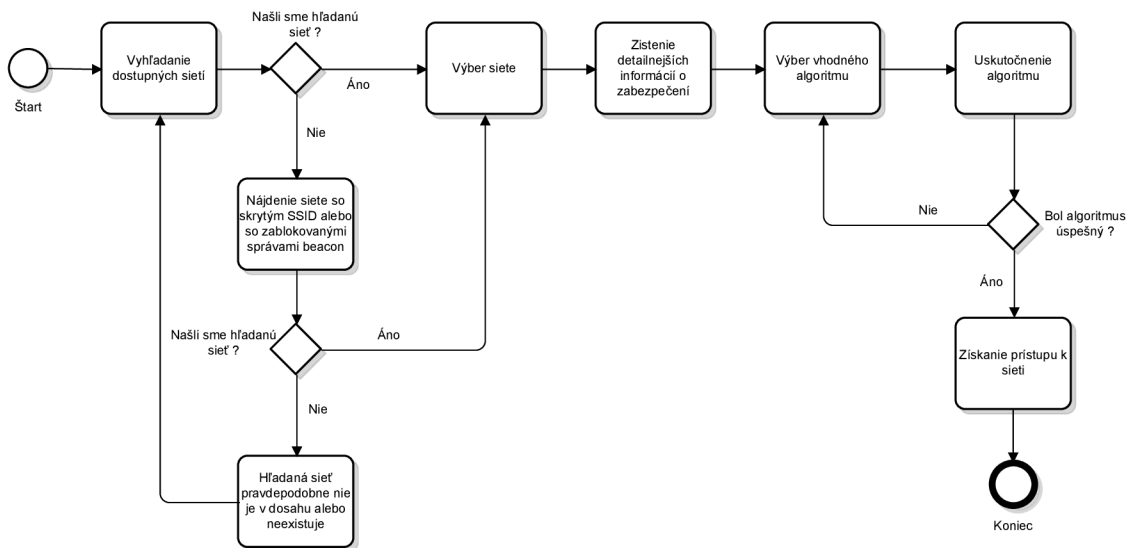 Štart
Vyhľadanie
dostupných sietí
Našli sme hľadanú
sieť ?
Áno
Nie
Výber siete
Zistenie
detailnejších
informácií o
zabezpečení
Výber vhodného
algoritmu
Uskutočnenie
algoritmu
Nájdenie siete so
skrytým SSID alebo
so zablokovanými
správami beacon
Nie
Bol algoritmus
úspešný ?
Áno
Našli sme hľadanú
sieť ?
Áno
Nie
Získanie prístupu k
sieti
Hľadaná sieť
pravdepodobne nie
je v dosahu alebo
neexistuje
Koniec